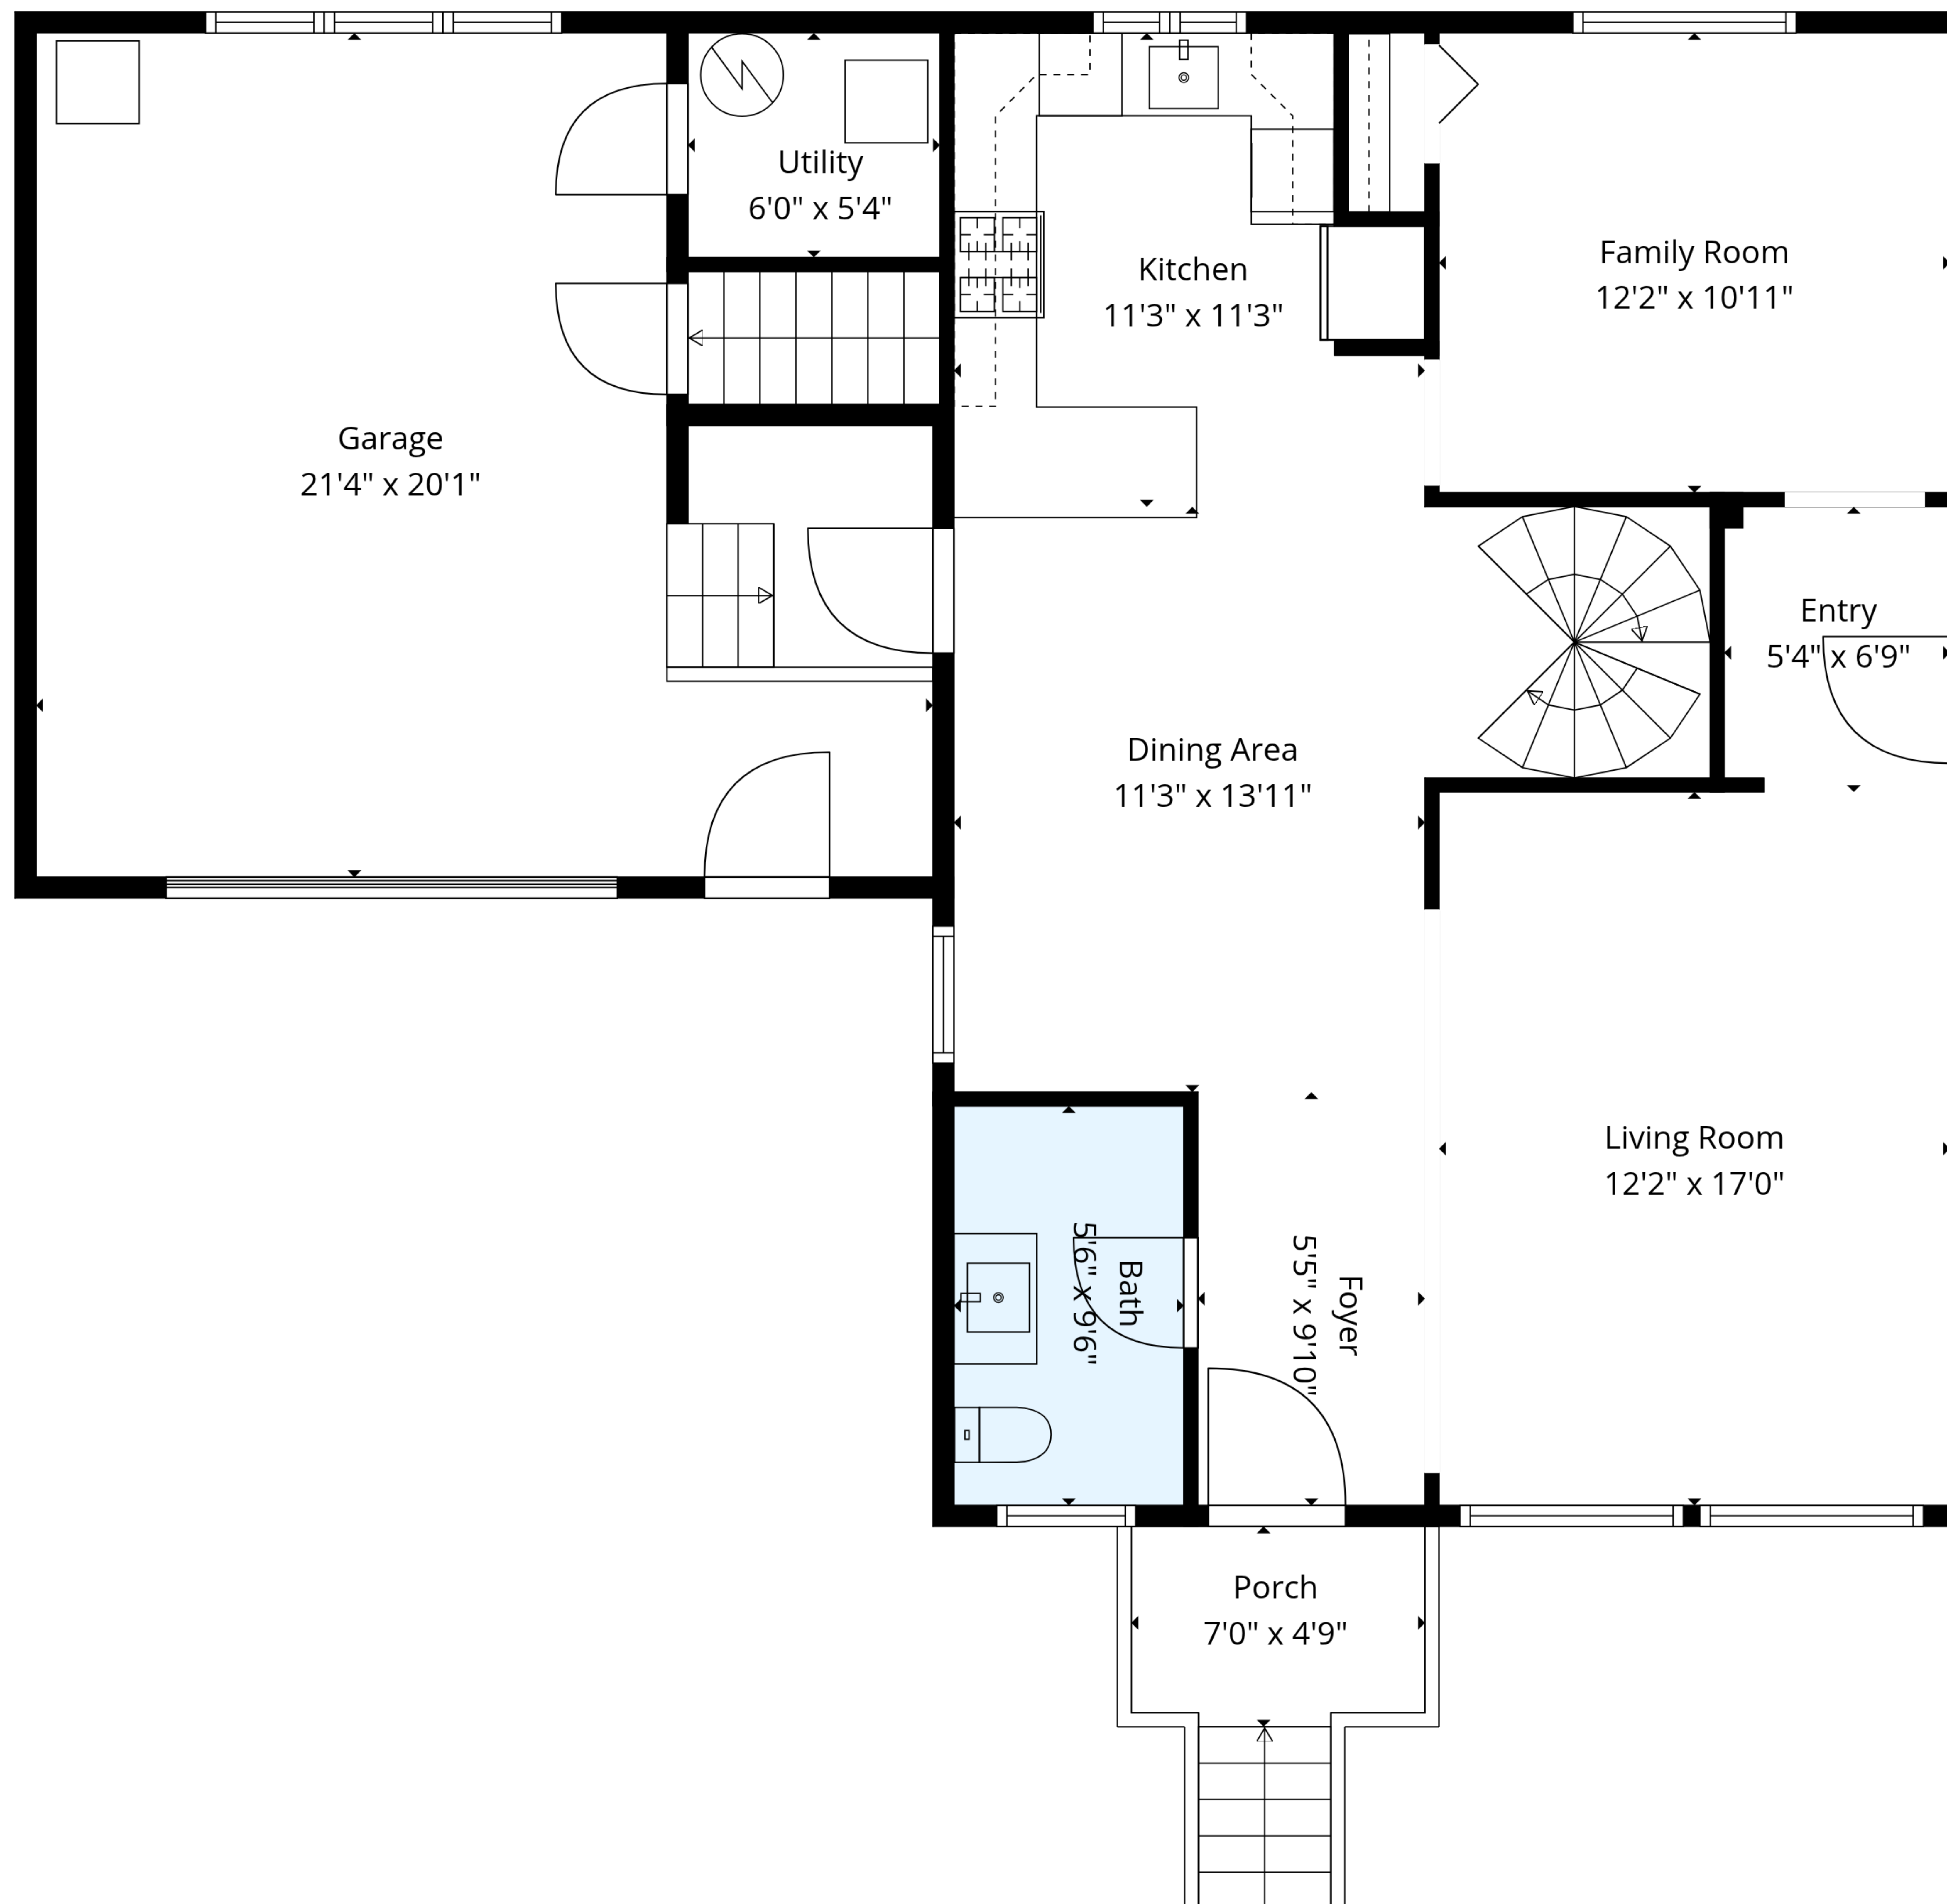 Utility
6'0" x 5'4"
Kitchen
11'3" x 11'3"
Family Room
12'2" x 10'11"
Garage
21'4" x 20'1"
Entry
5'4" x 6'9"
Dining Area
11'3" x 13'11"
Living Room
12'2" x 17'0"
Bath
5'6" x 9'6"
Foyer
5'5" x 9'10"
Porch
7'0" x 4'9"